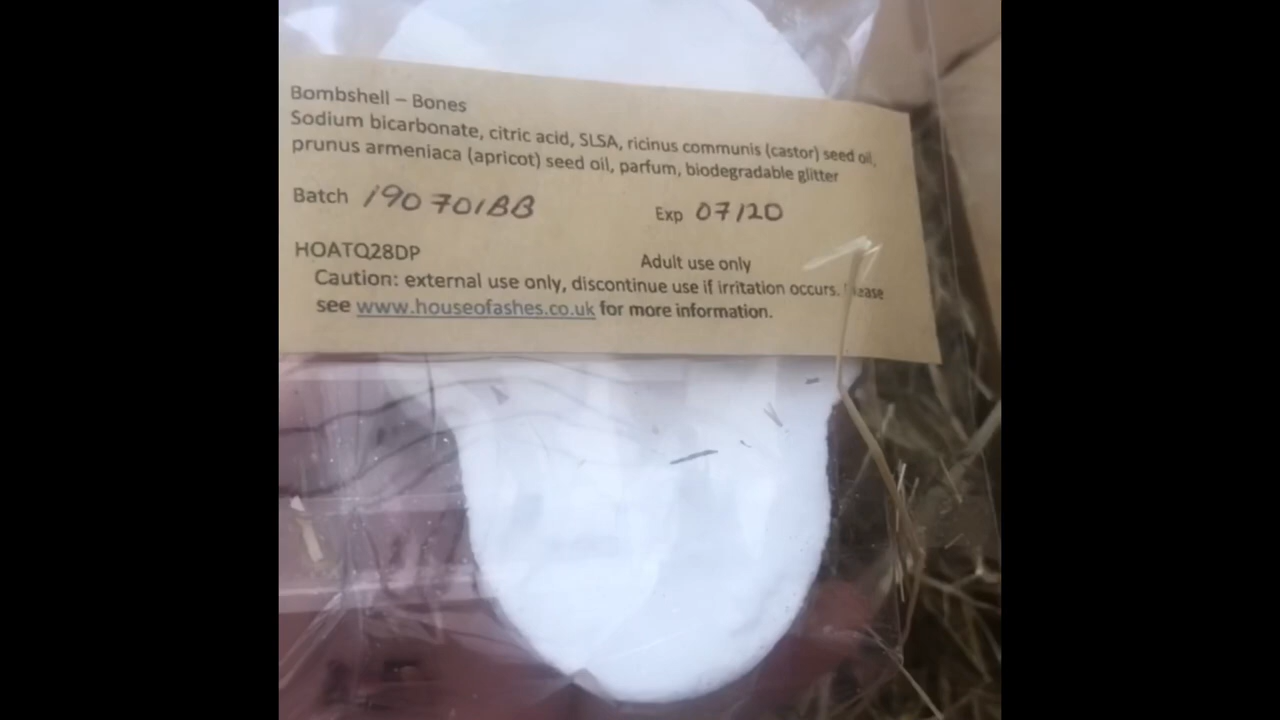 Bombshell – Bones
Sodium bicarbonate, citric acid, SLSA, ricinus communis (castor) seed oil,
prunus armeniaca (apricot) seed oil, parfum, biodegradable glitter
Batch 190701BB Exp 07/20
HOATQ28DP Adult use only
Caution: external use only, discontinue use if irritation occurs. Please
see www.houseofashes.co.uk for more information.